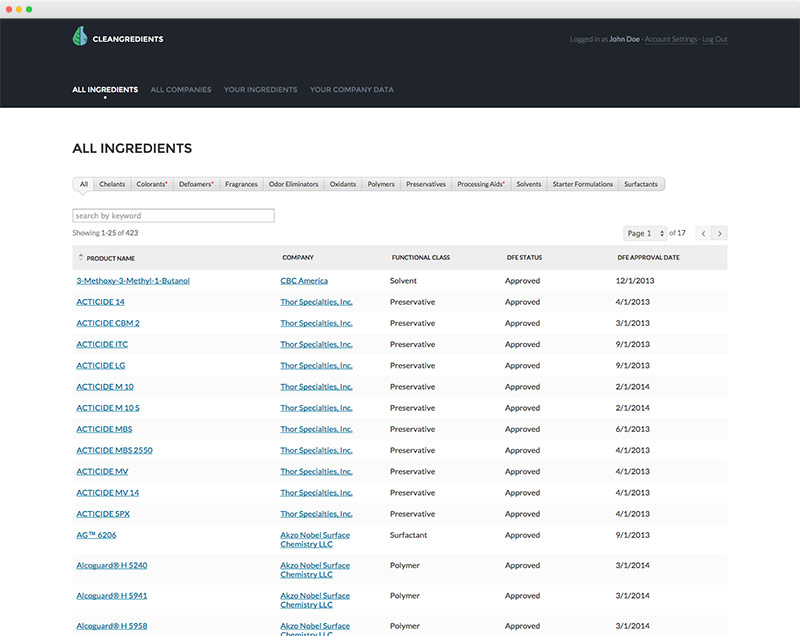 CLEANGREDIENTS
Logged in as John Doe · Account Settings · Log Out
ALL INGREDIENTS ALL COMPANIES YOUR INGREDIENTS YOUR COMPANY DATA
ALL INGREDIENTS
All Chelants Colorants* Defoamers* Fragrances Odor Eliminators Oxidants Polymers Preservatives Processing Aids* Solvents Starter Formulations Surfactants
search by keyword
Showing 1-25 of 423 Page 1 of 17
PRODUCT NAME COMPANY FUNCTIONAL CLASS DFE STATUS DFE APPROVAL DATE
3-Methoxy-3-Methyl-1-Butanol CBC America Solvent Approved 12/1/2013
ACTICIDE 14 Thor Specialties, Inc. Preservative Approved 4/1/2013
ACTICIDE CBM 2 Thor Specialties, Inc. Preservative Approved 3/1/2013
ACTICIDE ITC Thor Specialties, Inc. Preservative Approved 9/1/2013
ACTICIDE LG Thor Specialties, Inc. Preservative Approved 9/1/2013
ACTICIDE M 10 Thor Specialties, Inc. Preservative Approved 2/1/2014
ACTICIDE M 10 S Thor Specialties, Inc. Preservative Approved 2/1/2014
ACTICIDE MBS Thor Specialties, Inc. Preservative Approved 6/1/2013
ACTICIDE MBS 2550 Thor Specialties, Inc. Preservative Approved 4/1/2013
ACTICIDE MV Thor Specialties, Inc. Preservative Approved 4/1/2013
ACTICIDE MV 14 Thor Specialties, Inc. Preservative Approved 4/1/2013
ACTICIDE SPX Thor Specialties, Inc. Preservative Approved 4/1/2013
AG™ 6206 Akzo Nobel Surface Surfactant Approved 9/1/2013
Chemistry LLC
Alcoguard® H 5240 Akzo Nobel Surface Polymer Approved 3/1/2014
Chemistry LLC
Alcoguard® H 5941 Akzo Nobel Surface Polymer Approved 3/1/2014
Chemistry LLC
Alcoguard® H 5958 Akzo Nobel Surface Polymer Approved 3/1/2014
Chemistry LLC